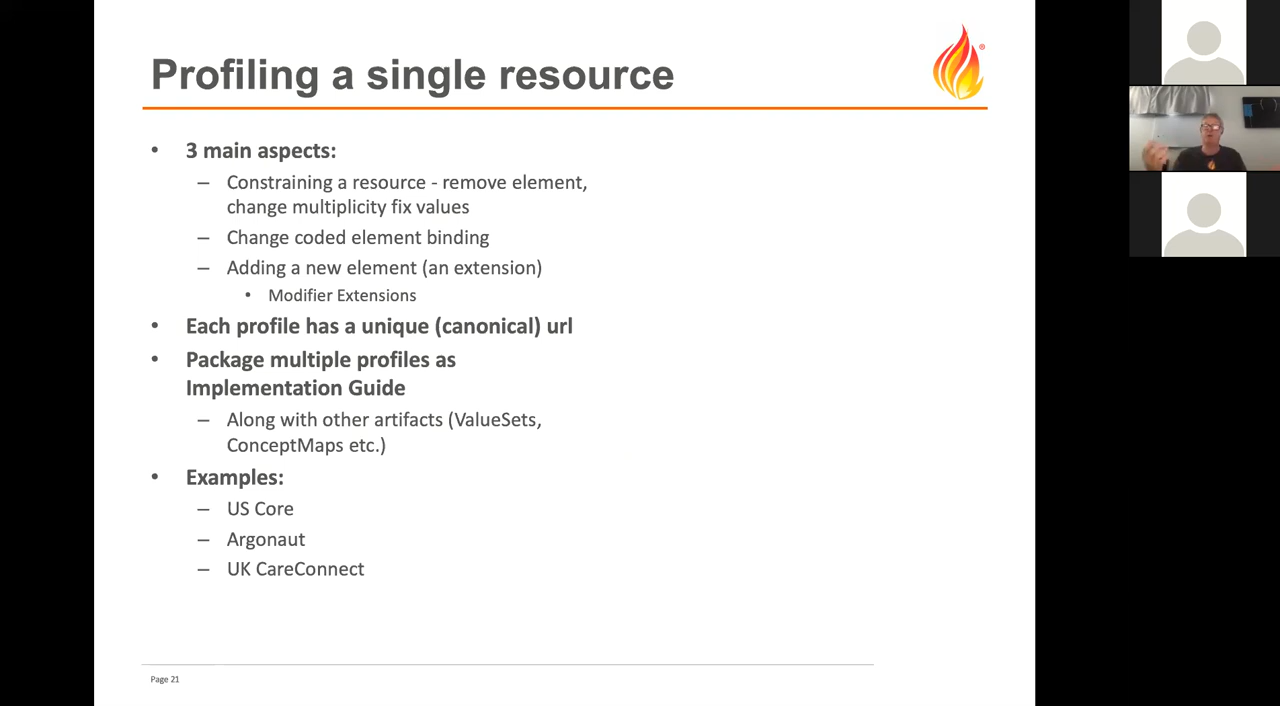 Profiling a single resource
®
• 3 main aspects:
– Constraining a resource - remove element,
change multiplicity fix values
– Change coded element binding
– Adding a new element (an extension)
• Modifier Extensions
• Each profile has a unique (canonical) url
• Package multiple profiles as
Implementation Guide
– Along with other artifacts (ValueSets,
ConceptMaps etc.)
• Examples:
– US Core
– Argonaut
– UK CareConnect
Page 21